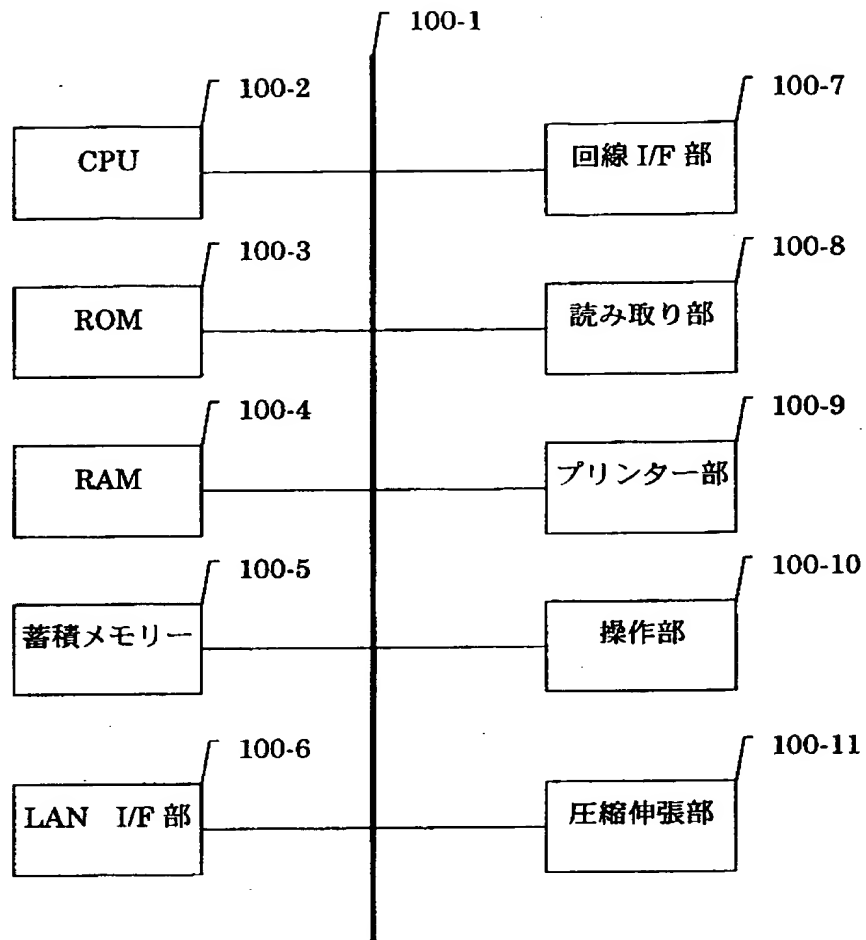 100-1
100-2
CPU
100-7
回線 I/F 部
100-3
ROM
100-8
読み取り部
100-4
RAM
100-9
プリンター部
100-5
蓄積メモリー
100-10
操作部
100-6
LAN I/F 部
100-11
圧縮伸張部